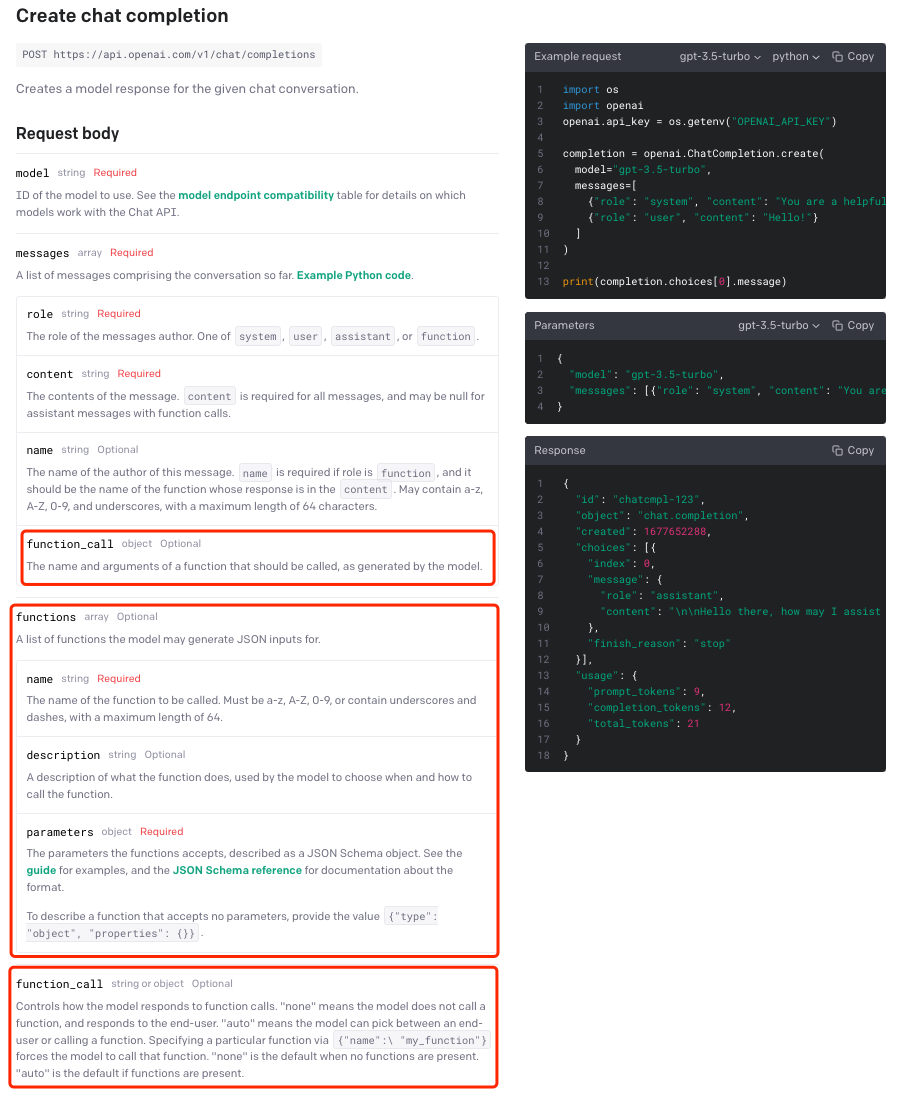 Create chat completion
POST https://api.openai.com/v1/chat/completions
Creates a model response for the given chat conversation.
Request body
model string Required
ID of the model to use. See the model endpoint compatibility table for details on which
models work with the Chat API.
messages array Required
A list of messages comprising the conversation so far. Example Python code.
role string Required
The role of the messages author. One of system, user, assistant, or function.
content string Required
The contents of the message. content is required for all messages, and may be null for
assistant messages with function calls.
name string Optional
The name of the author of this message. name is required if role is function, and it
should be the name of the function whose response is in the content. May contain a-z,
A-Z, 0-9, and underscores, with a maximum length of 64 characters.
function_call object Optional
The name and arguments of a function that should be called, as generated by the model.
functions array Optional
A list of functions the model may generate JSON inputs for.
name string Required
The name of the function to be called. Must be a-z, A-Z, 0-9, or contain underscores and
dashes, with a maximum length of 64.
description string Optional
A description of what the function does, used by the model to choose when and how to
call the function.
parameters object Required
The parameters the functions accepts, described as a JSON Schema object. See the
guide for examples, and the JSON Schema reference for documentation about the
format.
To describe a function that accepts no parameters, provide the value {"type":
"object", "properties": {}}.
function_call string or object Optional
Controls how the model responds to function calls. "none" means the model does not call a
function, and responds to the end-user. "auto" means the model can pick between an end-
user or calling a function. Specifying a particular function via {"name":\ "my_function"}
forces the model to call that function. "none" is the default when no functions are present.
"auto" is the default if functions are present.
Example request gpt-3.5-turbo python Copy
1 import os
2 import openai
3 openai.api_key = os.getenv("OPENAI_API_KEY")
4
5 completion = openai.ChatCompletion.create(
6 model="gpt-3.5-turbo",
7 messages=[
8 {"role": "system", "content": "You are a helpful
9 {"role": "user", "content": "Hello!"}
10 ]
11 )
12
13 print(completion.choices[0].message)
Parameters gpt-3.5-turbo Copy
1 {
2 "model": "gpt-3.5-turbo",
3 "messages": [{"role": "system", "content": "You are
4 }
Response Copy
1 {
2 "id": "chatcmpl-123",
3 "object": "chat.completion",
4 "created": 1677652288,
5 "choices": [{
6 "index": 0,
7 "message": {
8 "role": "assistant",
9 "content": "\n\nHello there, how may I assist
10 },
11 "finish_reason": "stop"
12 }],
13 "usage": {
14 "prompt_tokens": 9,
15 "completion_tokens": 12,
16 "total_tokens": 21
17 }
18 }